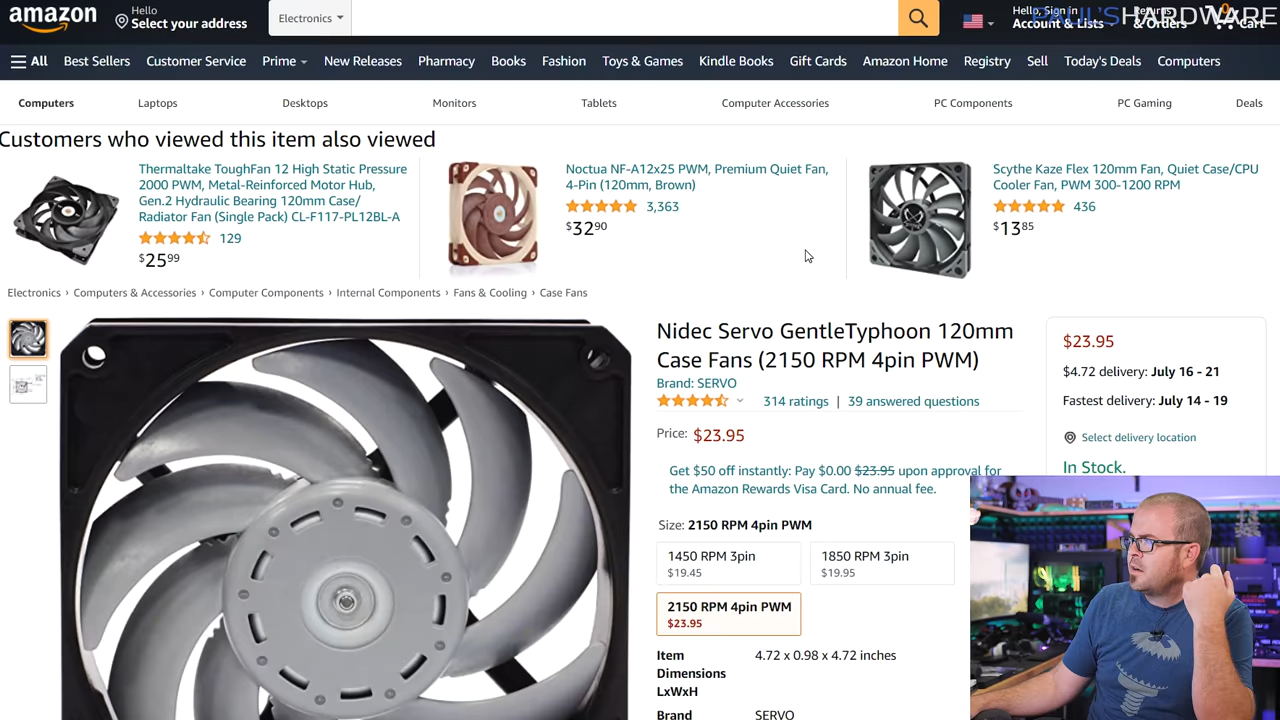 amazon
Hello
Select your address
Electronics
Hello, Sign in
Account & Lists
Returns
& Orders
0
Cart
PAUL'SHARDWARE
All
Best Sellers
Customer Service
Prime
New Releases
Pharmacy
Books
Fashion
Toys & Games
Kindle Books
Gift Cards
Amazon Home
Registry
Sell
Today's Deals
Computers
Computers
Laptops
Desktops
Monitors
Tablets
Computer Accessories
PC Components
PC Gaming
Deals
Customers who viewed this item also viewed
Thermaltake ToughFan 12 High Static Pressure
2000 PWM, Metal-Reinforced Motor Hub,
Gen.2 Hydraulic Bearing 120mm Case/
Radiator Fan (Single Pack) CL-F117-PL12BL-A
129
$2599
Noctua NF-A12x25 PWM, Premium Quiet Fan,
4-Pin (120mm, Brown)
3,363
$3290
Scythe Kaze Flex 120mm Fan, Quiet Case/CPU
Cooler Fan, PWM 300-1200 RPM
436
$1385
Electronics › Computers & Accessories › Computer Components › Internal Components › Fans & Cooling › Case Fans
Nidec Servo GentleTyphoon 120mm
Case Fans (2150 RPM 4pin PWM)
Brand: SERVO
314 ratings | 39 answered questions
Price: $23.95
Get $50 off instantly: Pay $0.00 $23.95 upon approval for
the Amazon Rewards Visa Card. No annual fee.
Size: 2150 RPM 4pin PWM
1450 RPM 3pin
$19.45
1850 RPM 3pin
$19.95
2150 RPM 4pin PWM
$23.95
Item
Dimensions
LxWxH
4.72 x 0.98 x 4.72 inches
Brand
SERVO
$23.95
$4.72 delivery: July 16 - 21
Fastest delivery: July 14 - 19
Select delivery location
In Stock.